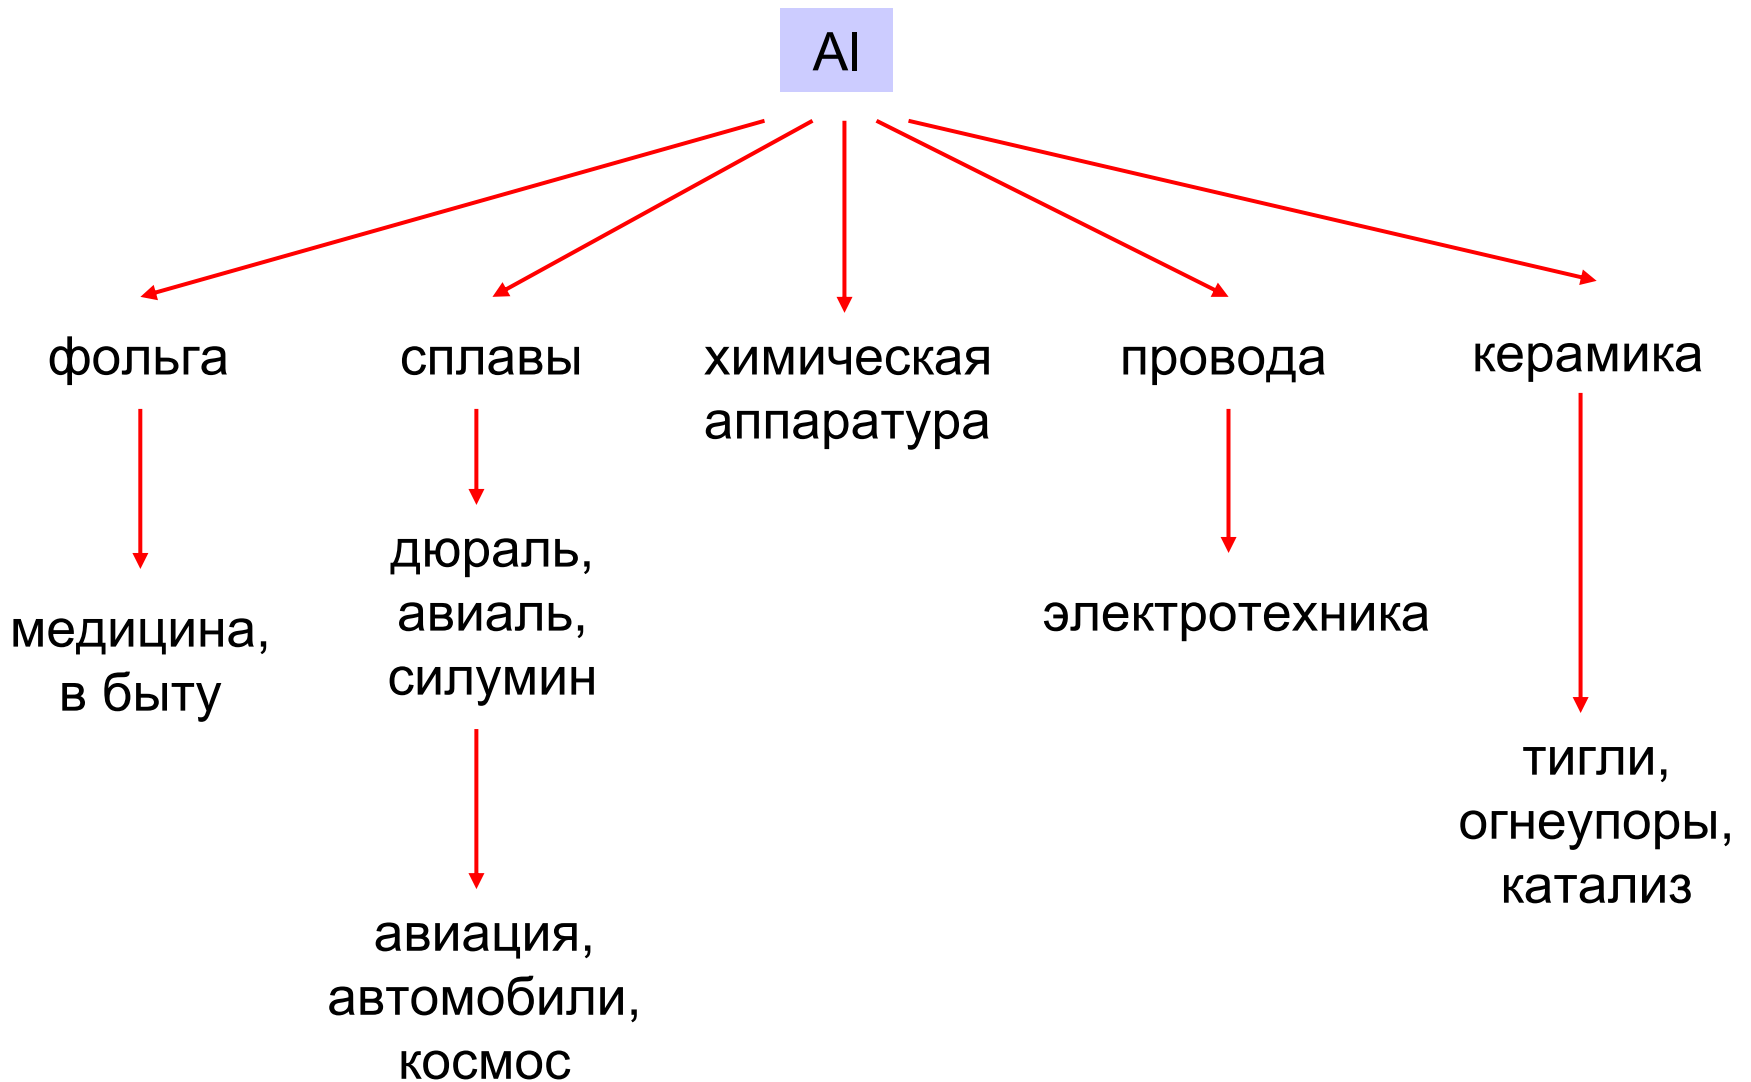 Al
фольга
сплавы
химическая
аппаратура
провода
керамика
медицина,
в быту
дюраль,
авиаль,
силумин
электротехника
тигли,
огнеупоры,
катализ
авиация,
автомобили,
космос